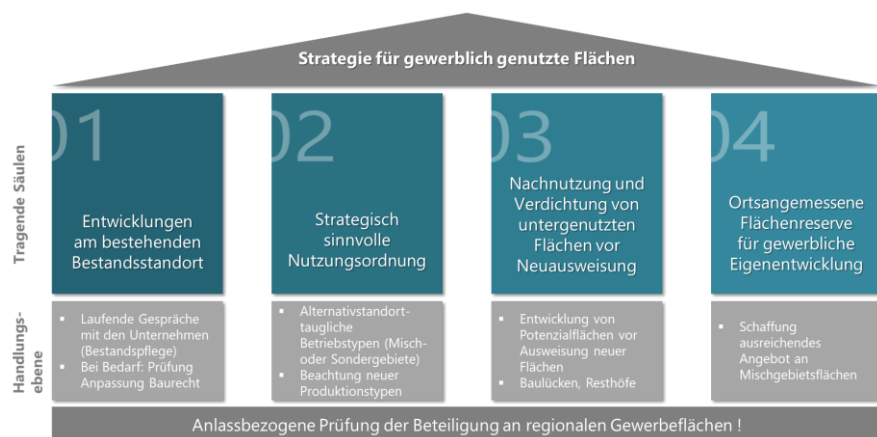 Strategie für gewerblich genutzte Flächen
Tragende Säulen
01
Entwicklungen
am bestehenden
Bestandsstandort
02
Strategisch
sinnvolle
Nutzungsordnung
03
Nachnutzung und
Verdichtung von
untergenutzten
Flächen vor
Neuausweisung
04
Ortsangemessene
Flächenreserve
für gewerbliche
Eigenentwicklung
Handlungs-
ebene
▪ Laufende Gespräche
mit den Unternehmen
(Bestandspflege)
▪ Bei Bedarf: Prüfung
Anpassung Baurecht
▪ Alternativstandort-
taugliche
Betriebstypen (Misch-
oder Sondergebiete)
▪ Beachtung neuer
Produktionstypen
▪ Entwicklung von
Potenzialflächen vor
Ausweisung neuer
Flächen
▪ Baulücken, Resthöfe
▪ Schaffung
ausreichendes
Angebot an
Mischgebietsflächen
Anlassbezogene Prüfung der Beteiligung an regionalen Gewerbeflächen !